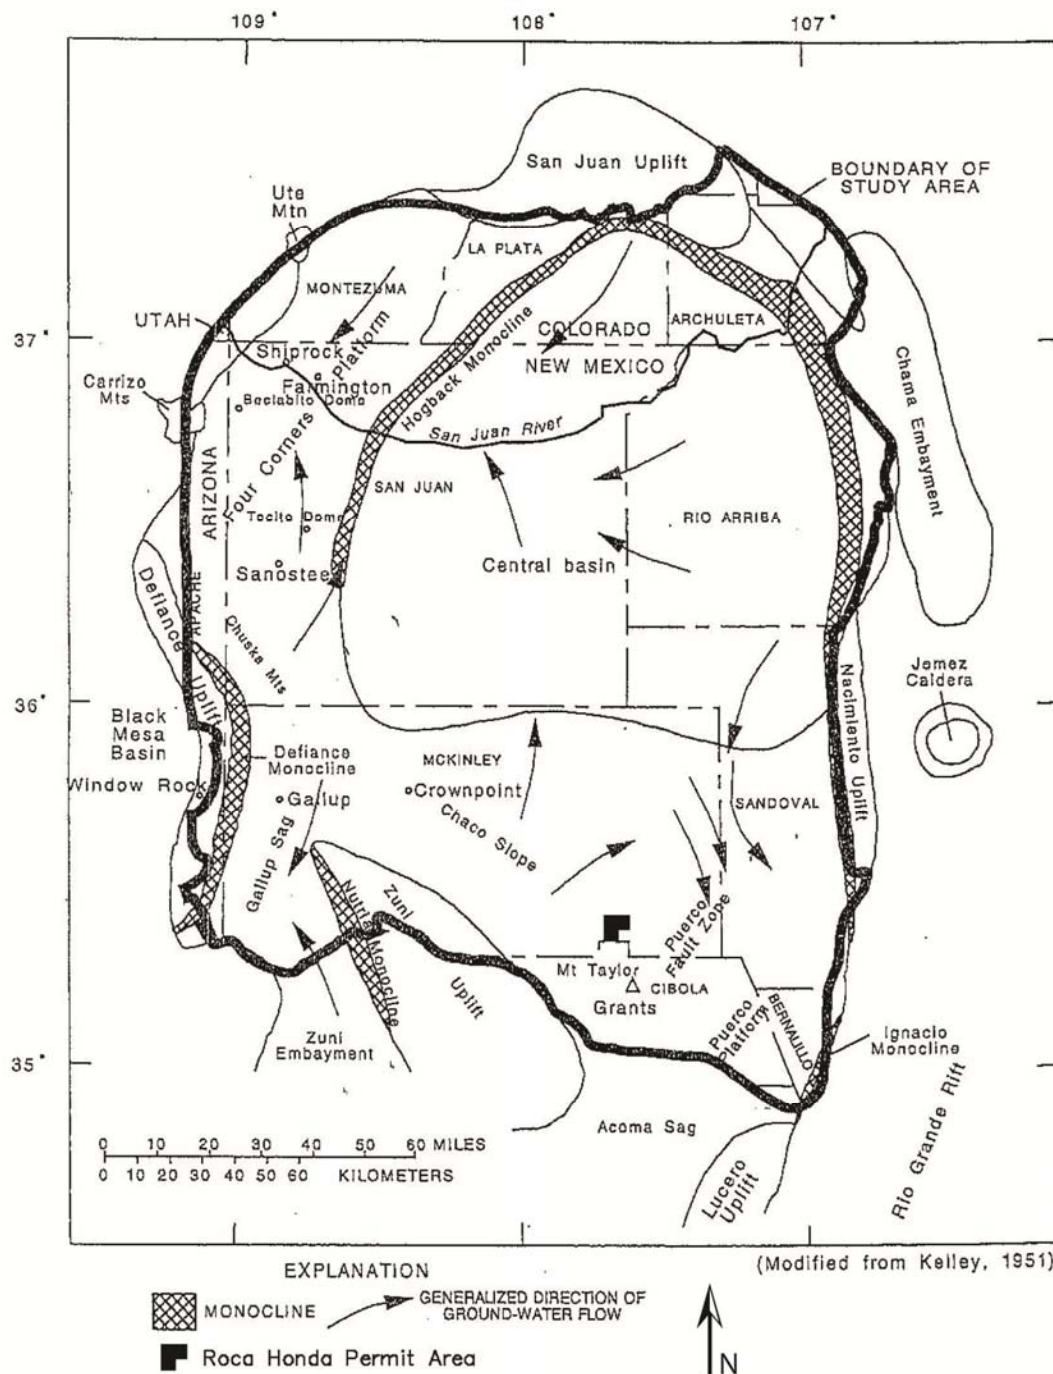 109°
108°
107°
San Juan Uplift
BOUNDARY OF
STUDY AREA
Ute
Mtn
LA PLATA
MONTEZUMA
37°
UTAH
COLORADO
ARCHULETA
Shiprock
NEW MEXICO
Farmington
Four Corners Platform
Hogback Monocline
Carrizo
Mts
Beclabito Dome
San Juan River
Chama Embayment
ARIZONA
SAN JUAN
Tocito Dome
RIO ARRIBA
Sanostee
Central basin
Defiance
Uplift
APACHE
Chuska Mts
Jemez
Caldera
Nacimiento Uplift
36°
Black
Mesa
Basin
Defiance
Monocline
MCKINLEY
Window Rock
Gallup
Crownpoint
SANDOVAL
Chaco Slope
Gallup Sag
Nutria Monocline
Zuni
Uplift
Puerco
Fault Zone
Mt Taylor
CIBOLA
Grants
Puerco
Platform
BERNALILLO
Ignacio
Monocline
Zuni
Embayment
35°
Acoma Sag
Lucero
Uplift
Rio Grande Rift
0 10 20 30 40 50 60 MILES
0 10 20 30 40 50 60 KILOMETERS
(Modified from Kelley, 1951)
EXPLANATION
MONOCLINE
GENERALIZED DIRECTION OF
GROUND-WATER FLOW
Roca Honda Permit Area
N